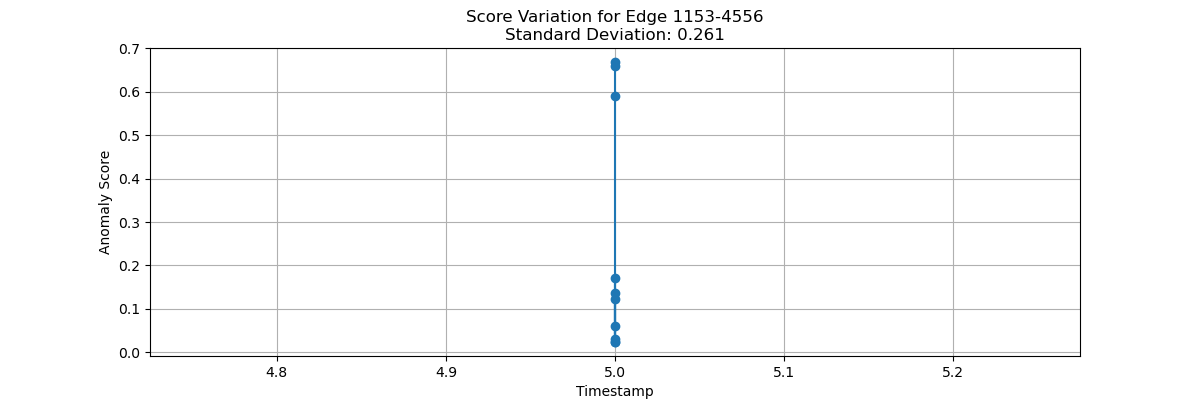 Score Variation for Edge 1153-4556
Standard Deviation: 0.261
0.7
0.6
0.5
0.4
0.3
0.2
0.1
0.0
Anomaly Score
4.8 4.9 5.0 5.1 5.2
Timestamp